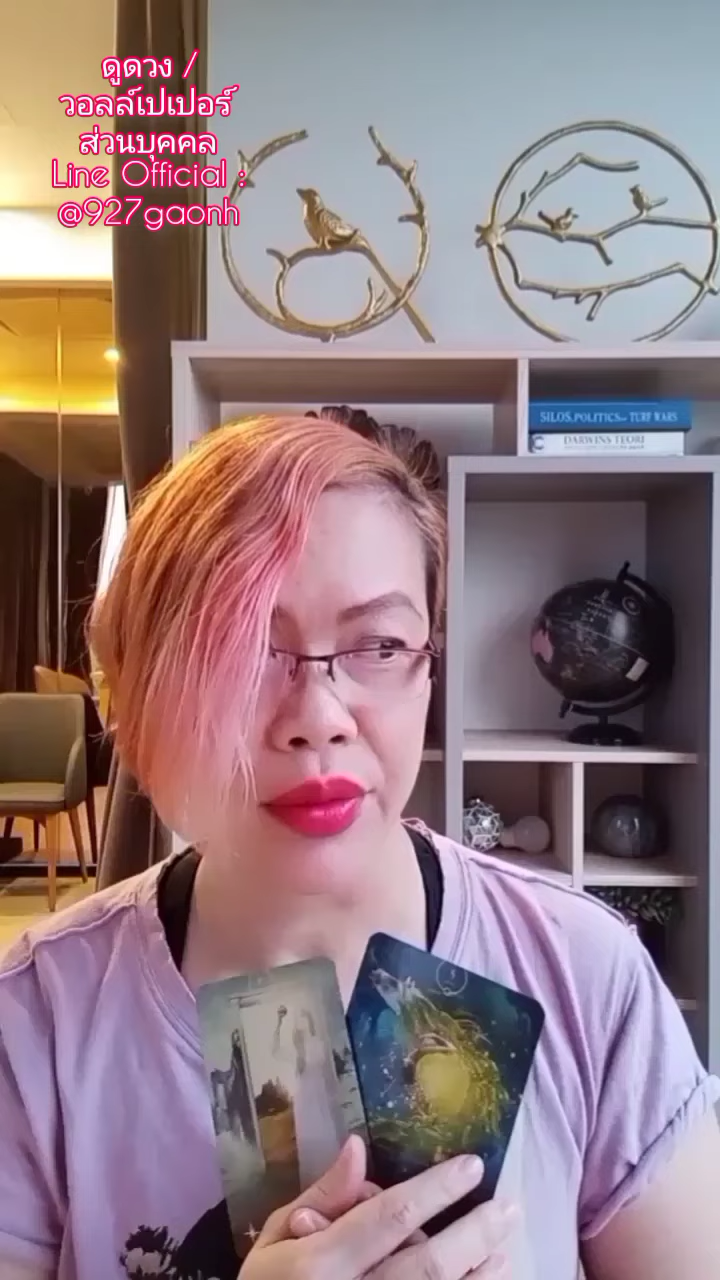 ดูดวง /
วอลล์เปเปอร์
ส่วนบุคคล
Line Official :
@927gaonh
SILOS, POLITICS AND TURF WARS
DARWINS TEORI